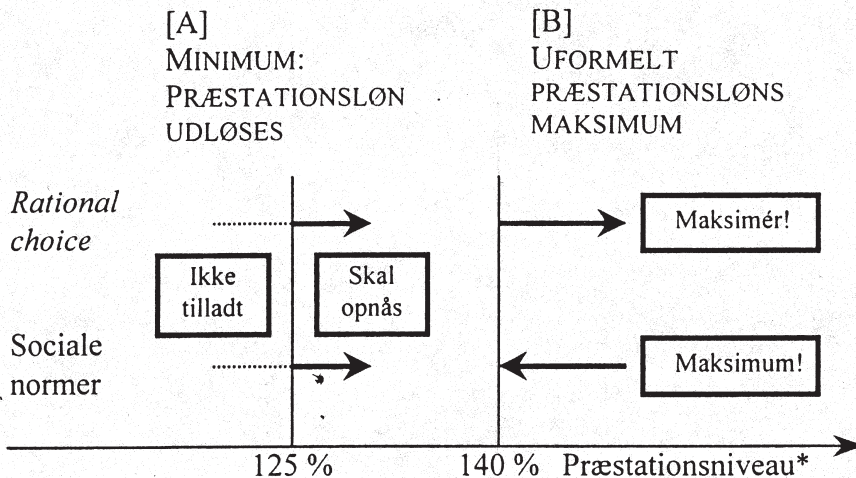 [A]
MINIMUM:
PRÆSTATIONSLØN
UDLØSES
[B]
UFORMELT
PRÆSTATIONSLØNS
MAKSIMUM
Rational
choice
Maksimér!
Ikke
tilladt
Skal
opnås
Sociale
normer
Maksimum!
125 %
140 %
Præstationsniveau*